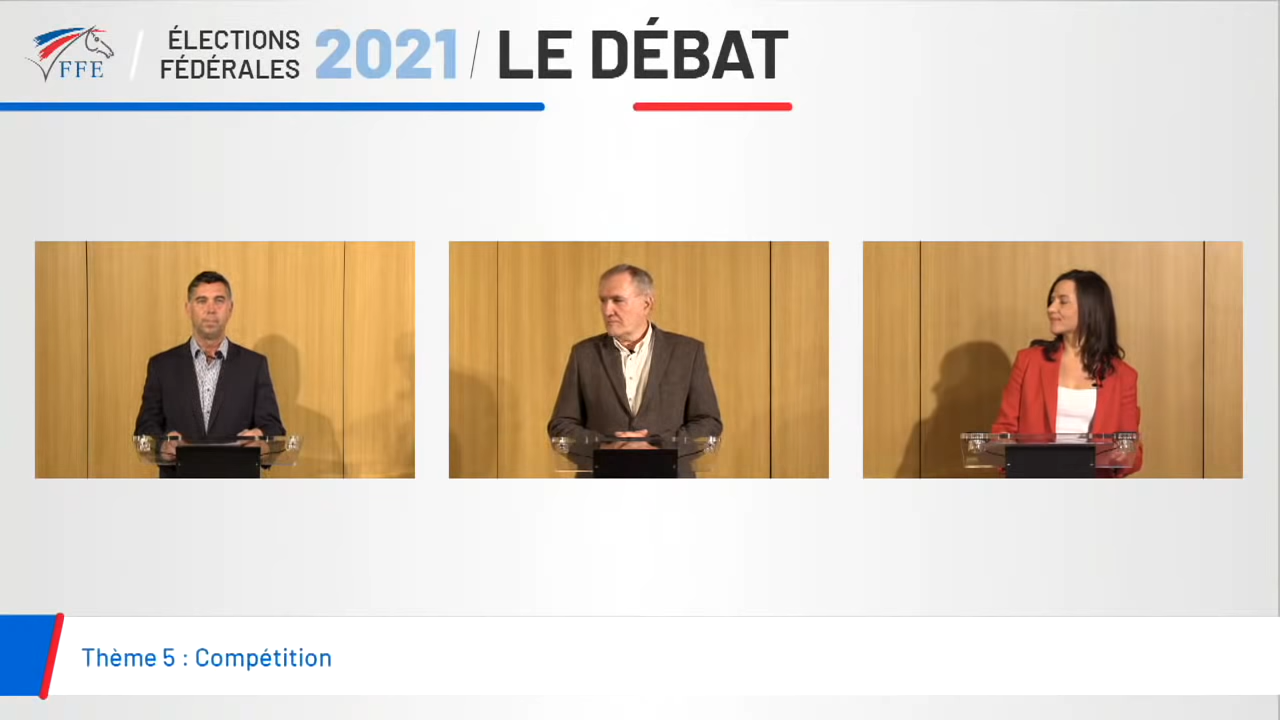 FFE
ÉLECTIONS
FÉDÉRALES
2021 / LE DÉBAT
Thème 5 : Compétition